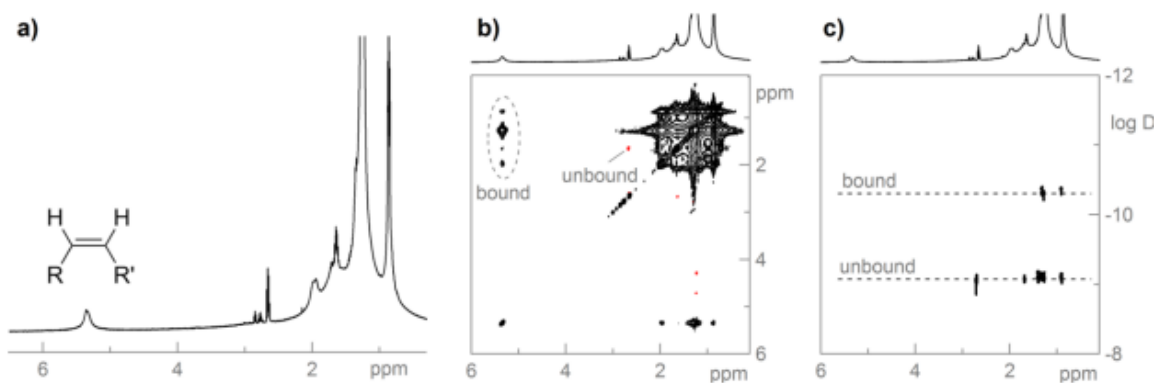 a)
H H
R R'
6 4 2 ppm
b)
ppm
2
4
6
bound
unbound
6 4 2 ppm
c)
-12
log D
-10
-8
bound
unbound
6 4 2 ppm